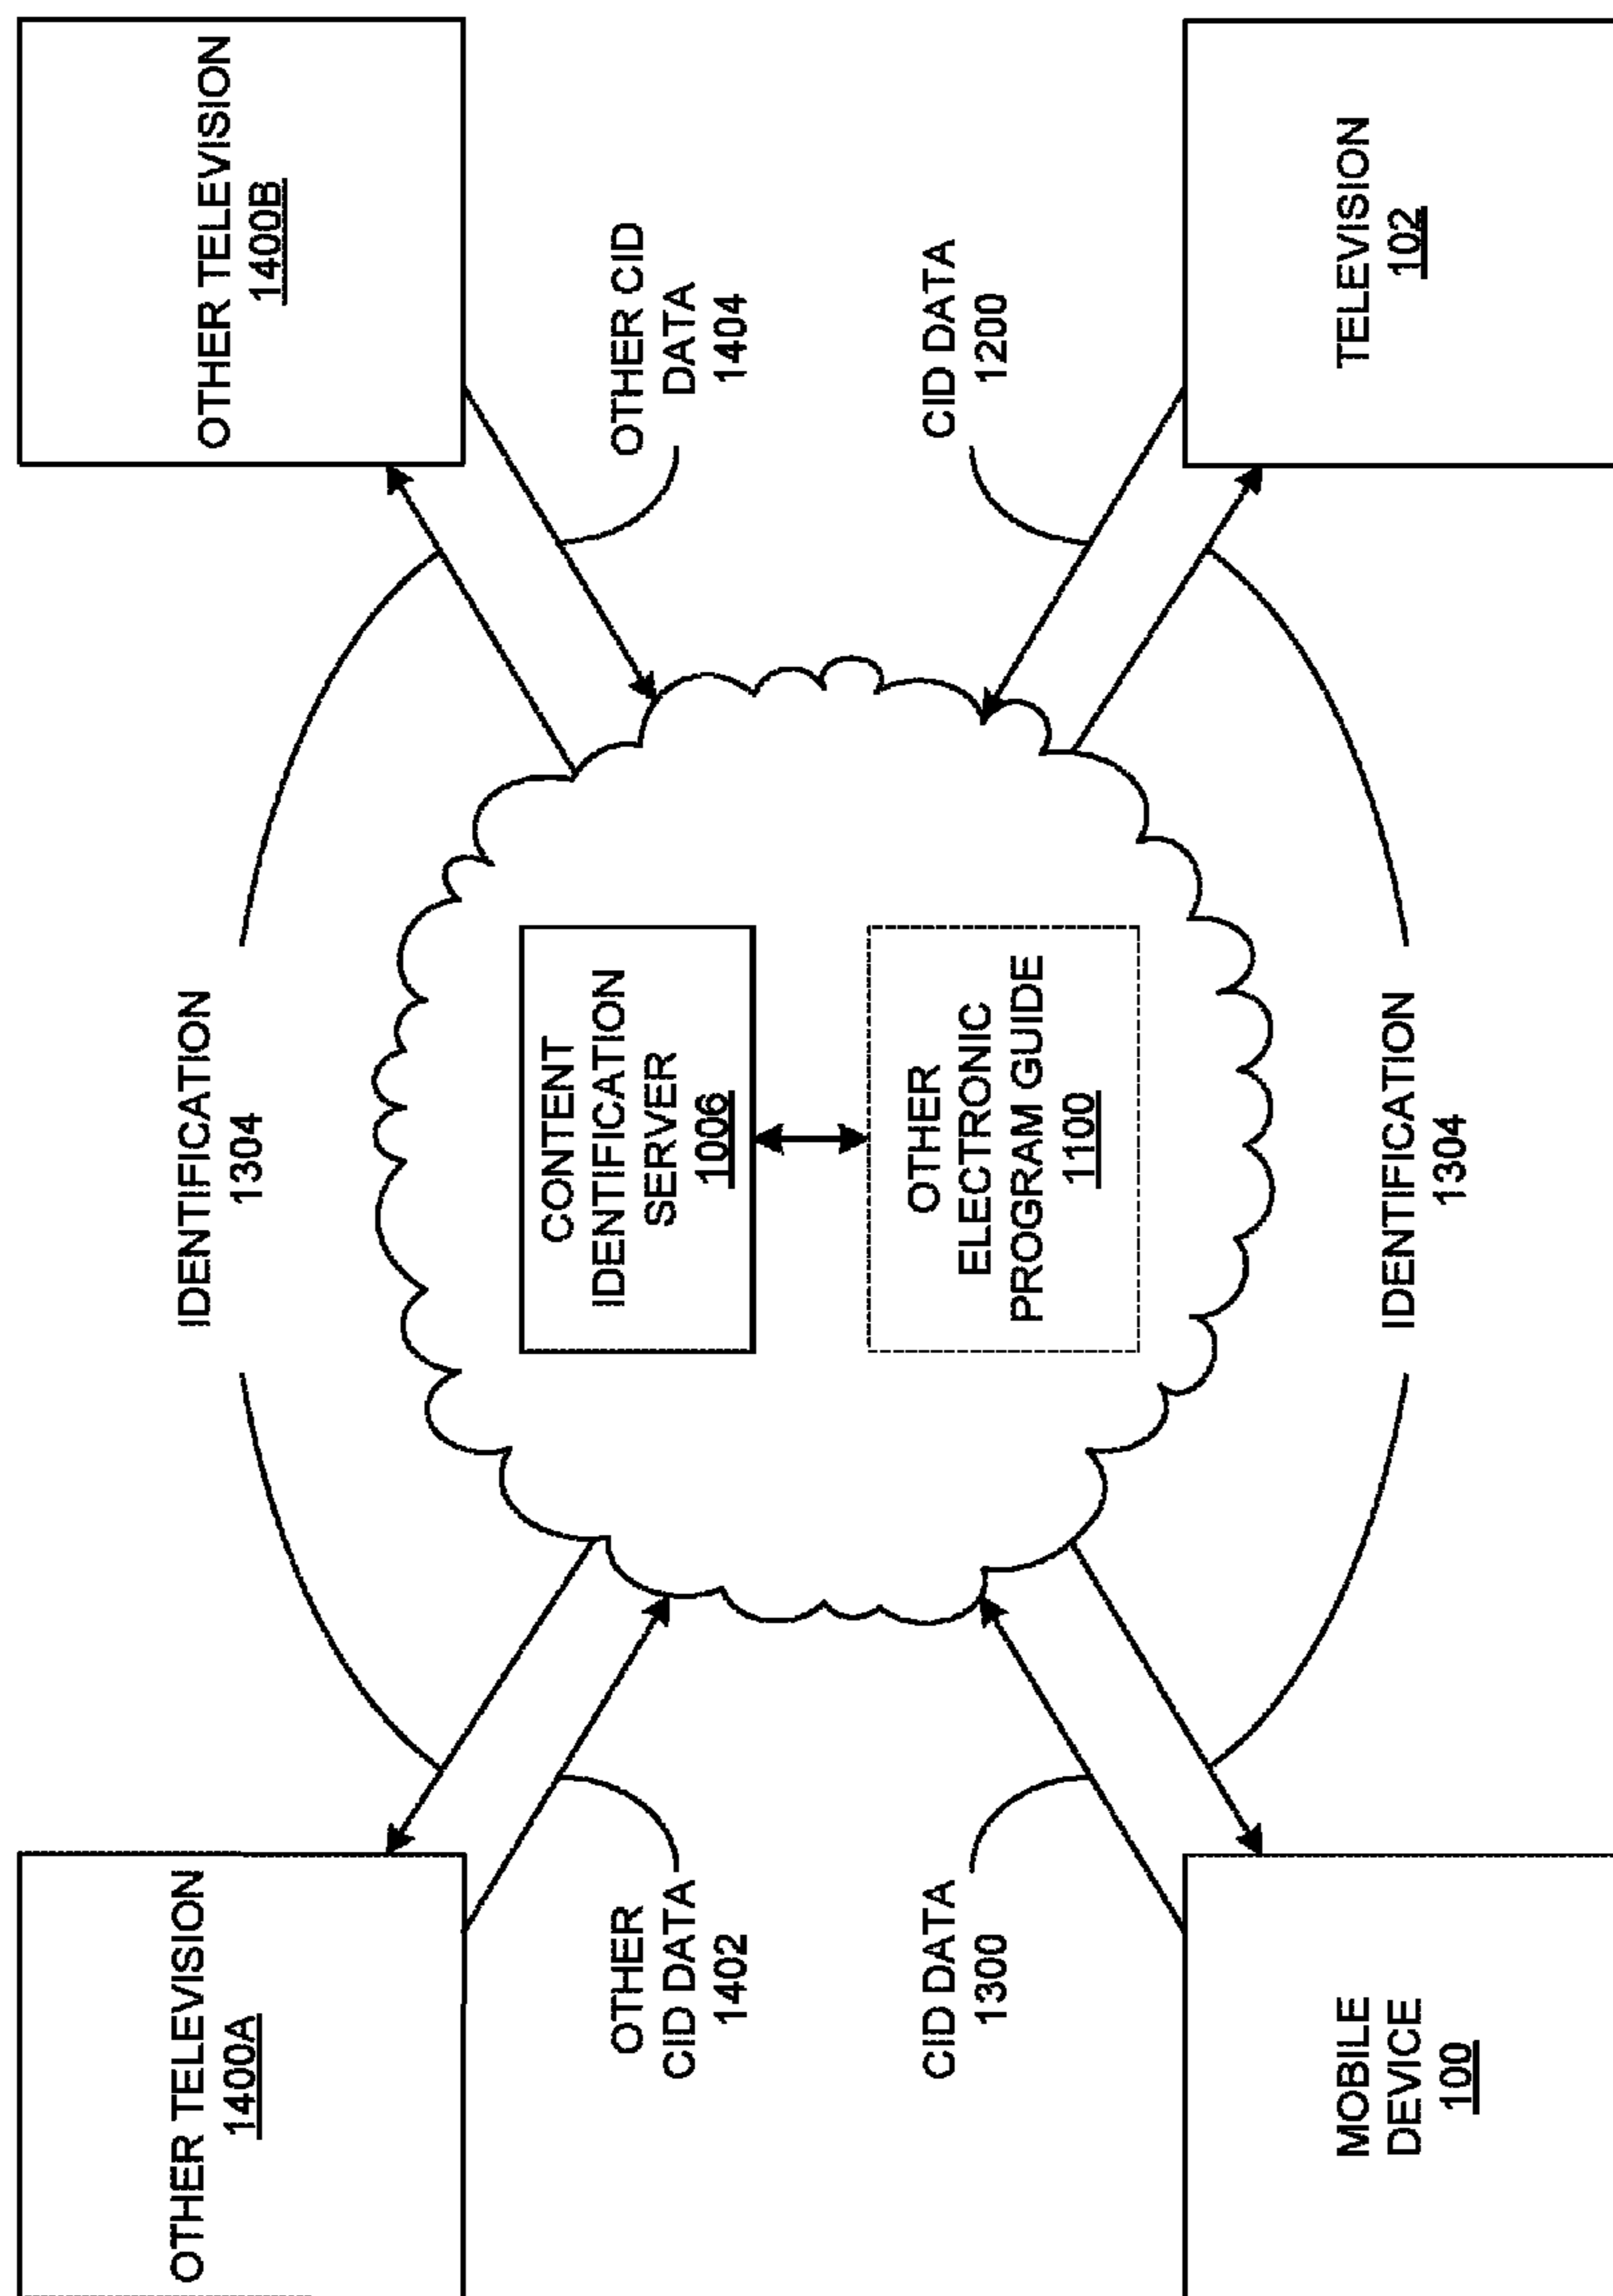 OTHER TELEVISION
1400A
IDENTIFICATION
1304
OTHER TELEVISION
1400B
OTHER
CID DATA
1402
CONTENT
IDENTIFICATION
SERVER
1006
OTHER CID
DATA
1404
CID DATA
1300
OTHER
ELECTRONIC
PROGRAM GUIDE
1100
CID DATA
1200
MOBILE
DEVICE
100
IDENTIFICATION
1304
TELEVISION
102